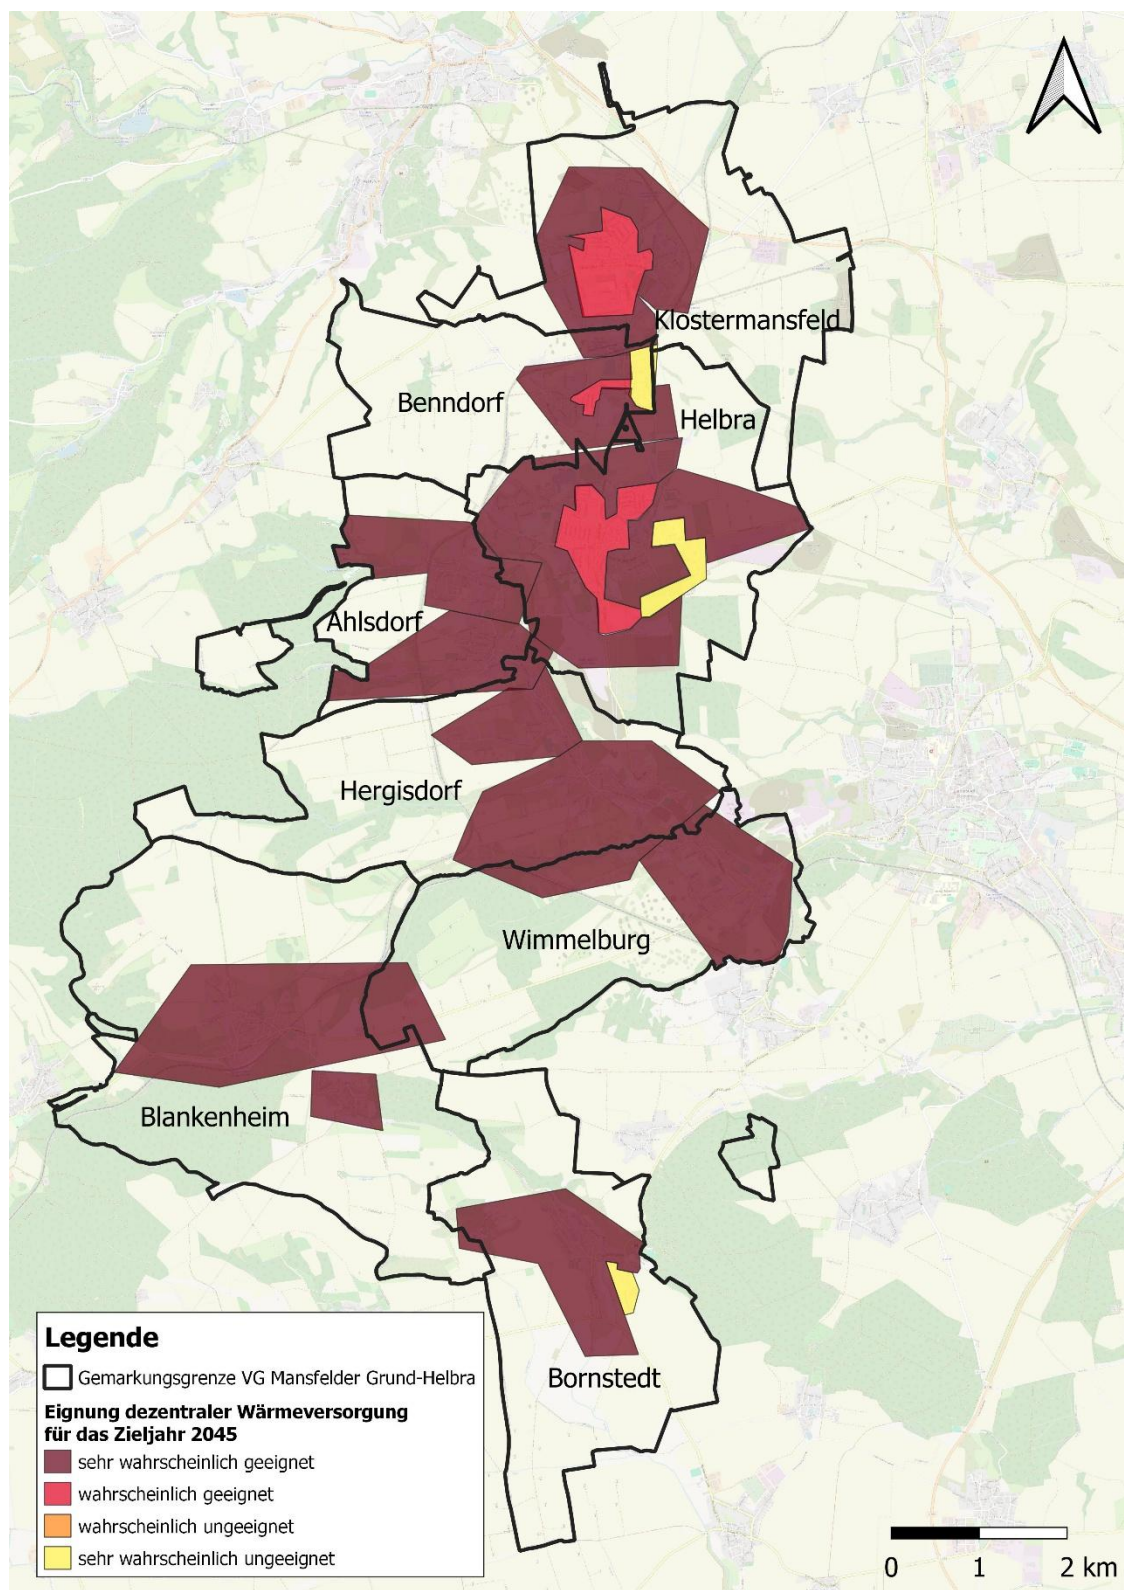 Klostermansfeld
Benndorf
Helbra
Ahlsdorf
Hergisdorf
Wimmelburg
Blankenheim
Bornstedt
Legende
Gemarkungsgrenze VG Mansfelder Grund-Helbra
Eignung dezentraler Wärmeversorgung
für das Zieljahr 2045
sehr wahrscheinlich geeignet
wahrscheinlich geeignet
wahrscheinlich ungeeignet
sehr wahrscheinlich ungeeignet
0 1 2 km